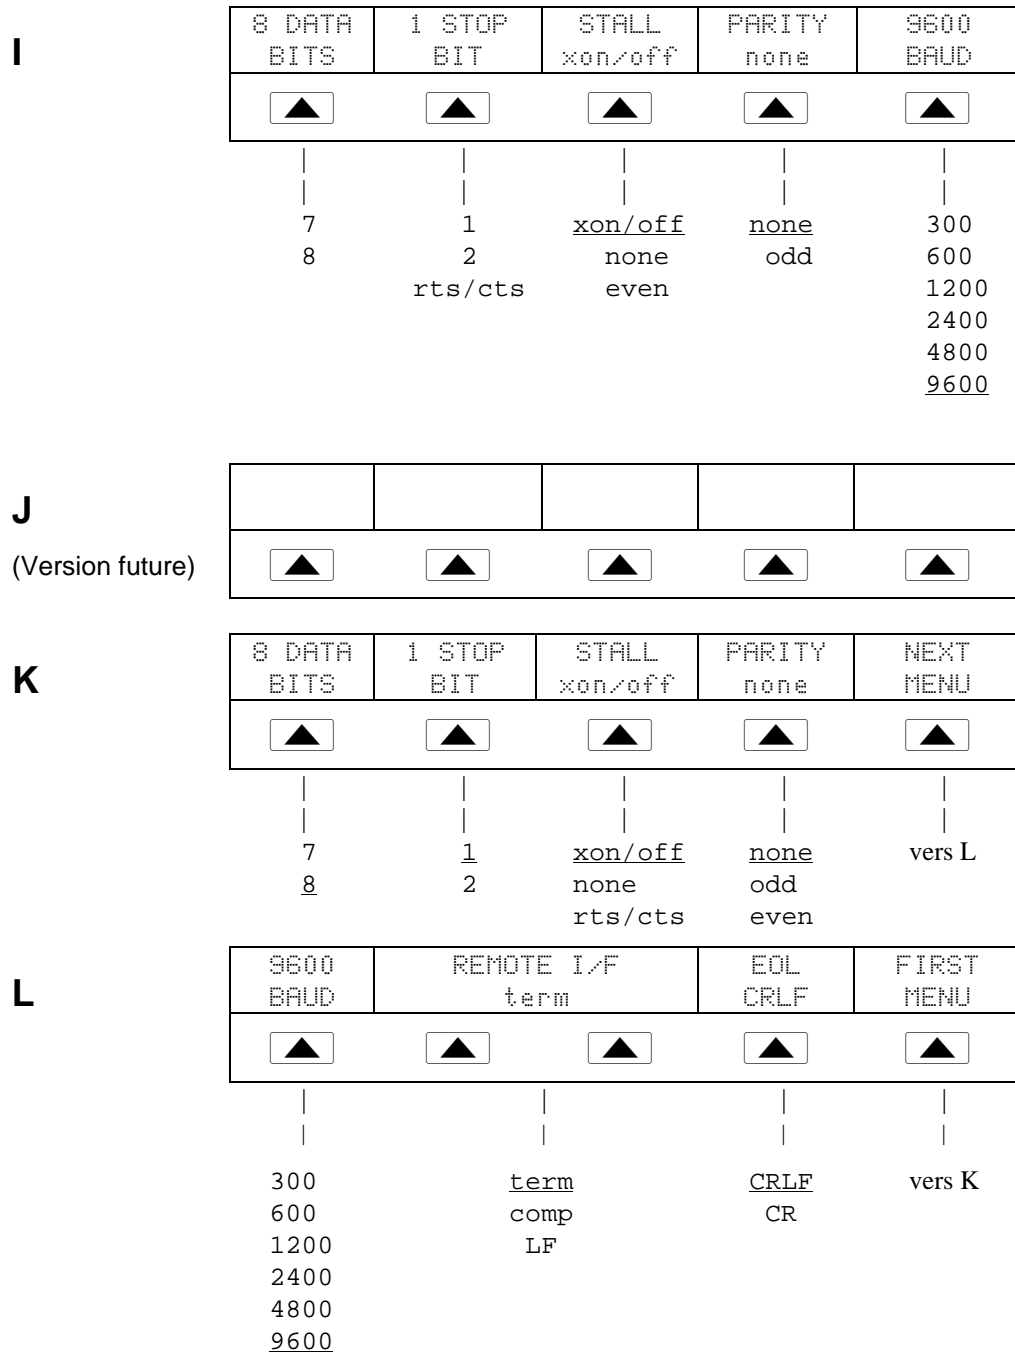 I
8 DATA 1 STOP STALL PARITY 9600
BITS BIT xon/off none BAUD
7 1 xon/off none 300
8 2 none odd 600
rts/cts even 1200
2400
4800
9600
J
(Version future)
K
8 DATA 1 STOP STALL PARITY NEXT
BITS BIT xon/off none MENU
7 1 xon/off none vers L
8 2 none odd
rts/cts even
L
9600 REMOTE I/F EOL FIRST
BAUD term CRLF MENU
300 term CRLF vers K
600 comp CR
1200 LF
2400
4800
9600